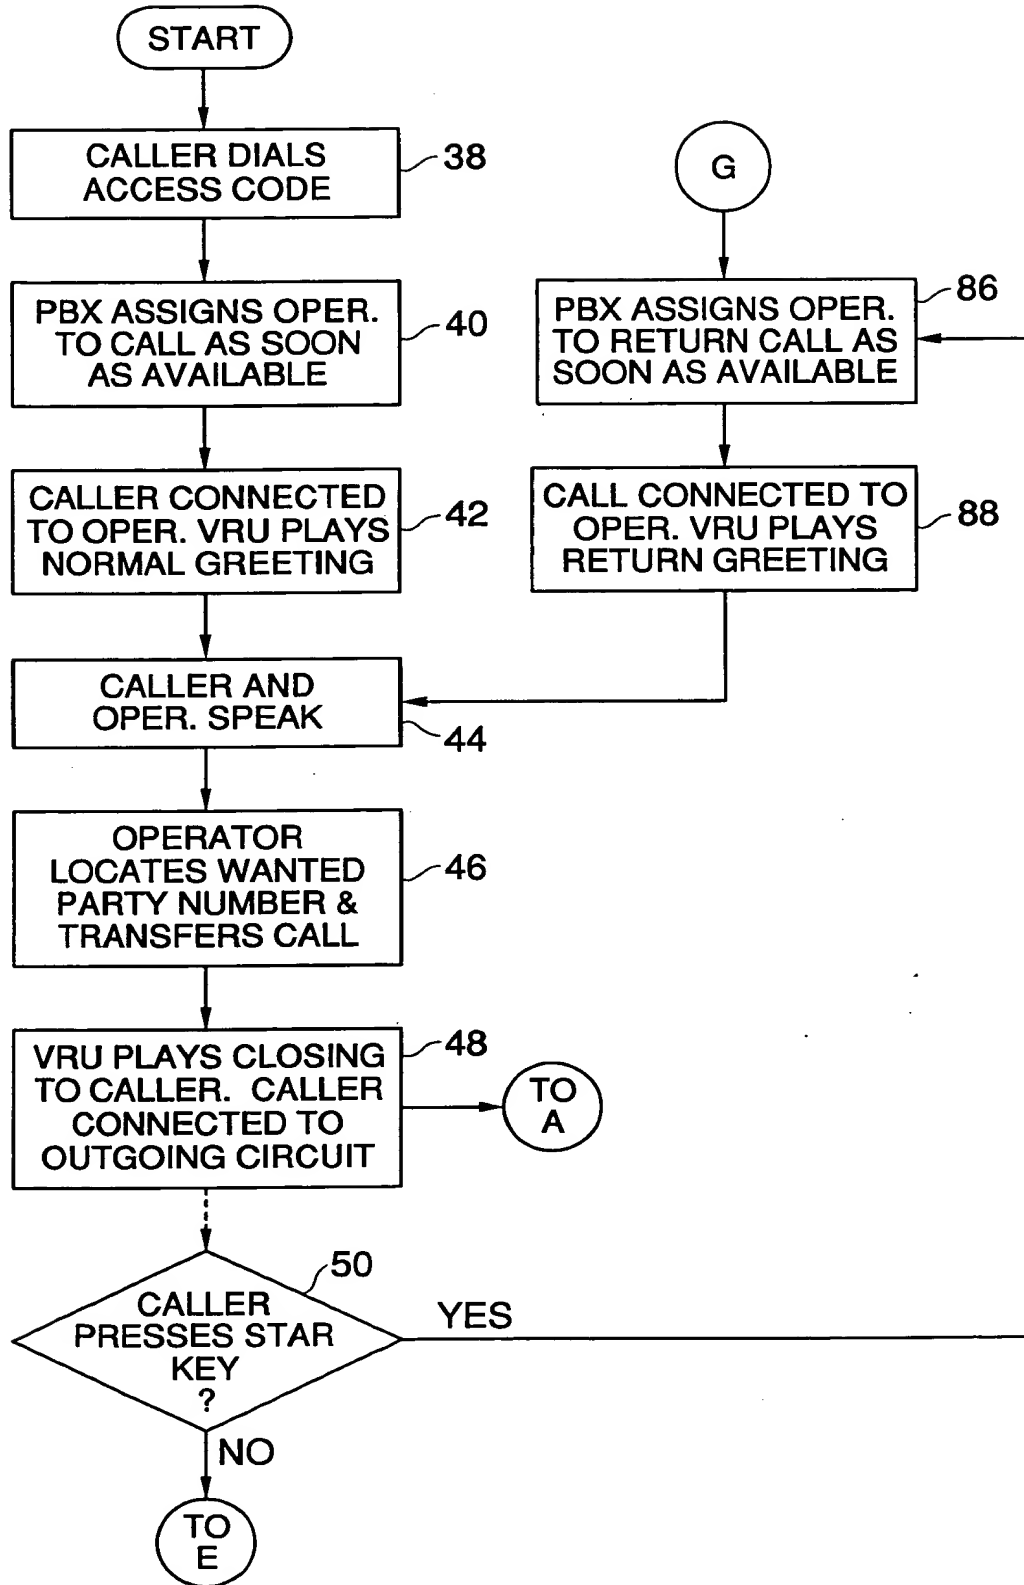 START
CALLER DIALS
ACCESS CODE
38
PBX ASSIGNS OPER.
TO CALL AS SOON
AS AVAILABLE
40
CALLER CONNECTED
TO OPER. VRU PLAYS
NORMAL GREETING
42
CALLER AND
OPER. SPEAK
44
OPERATOR
LOCATES WANTED
PARTY NUMBER &
TRANSFERS CALL
46
VRU PLAYS CLOSING
TO CALLER. CALLER
CONNECTED TO
OUTGOING CIRCUIT
48
TO
A
CALLER
PRESSES STAR
KEY
?
50
YES
NO
TO
E
G
PBX ASSIGNS OPER.
TO RETURN CALL AS
SOON AS AVAILABLE
86
CALL CONNECTED TO
OPER. VRU PLAYS
RETURN GREETING
88